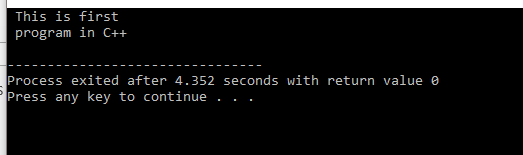 This is first
program in C++
--------------------------------
Process exited after 4.352 seconds with return value 0
Press any key to continue . . .